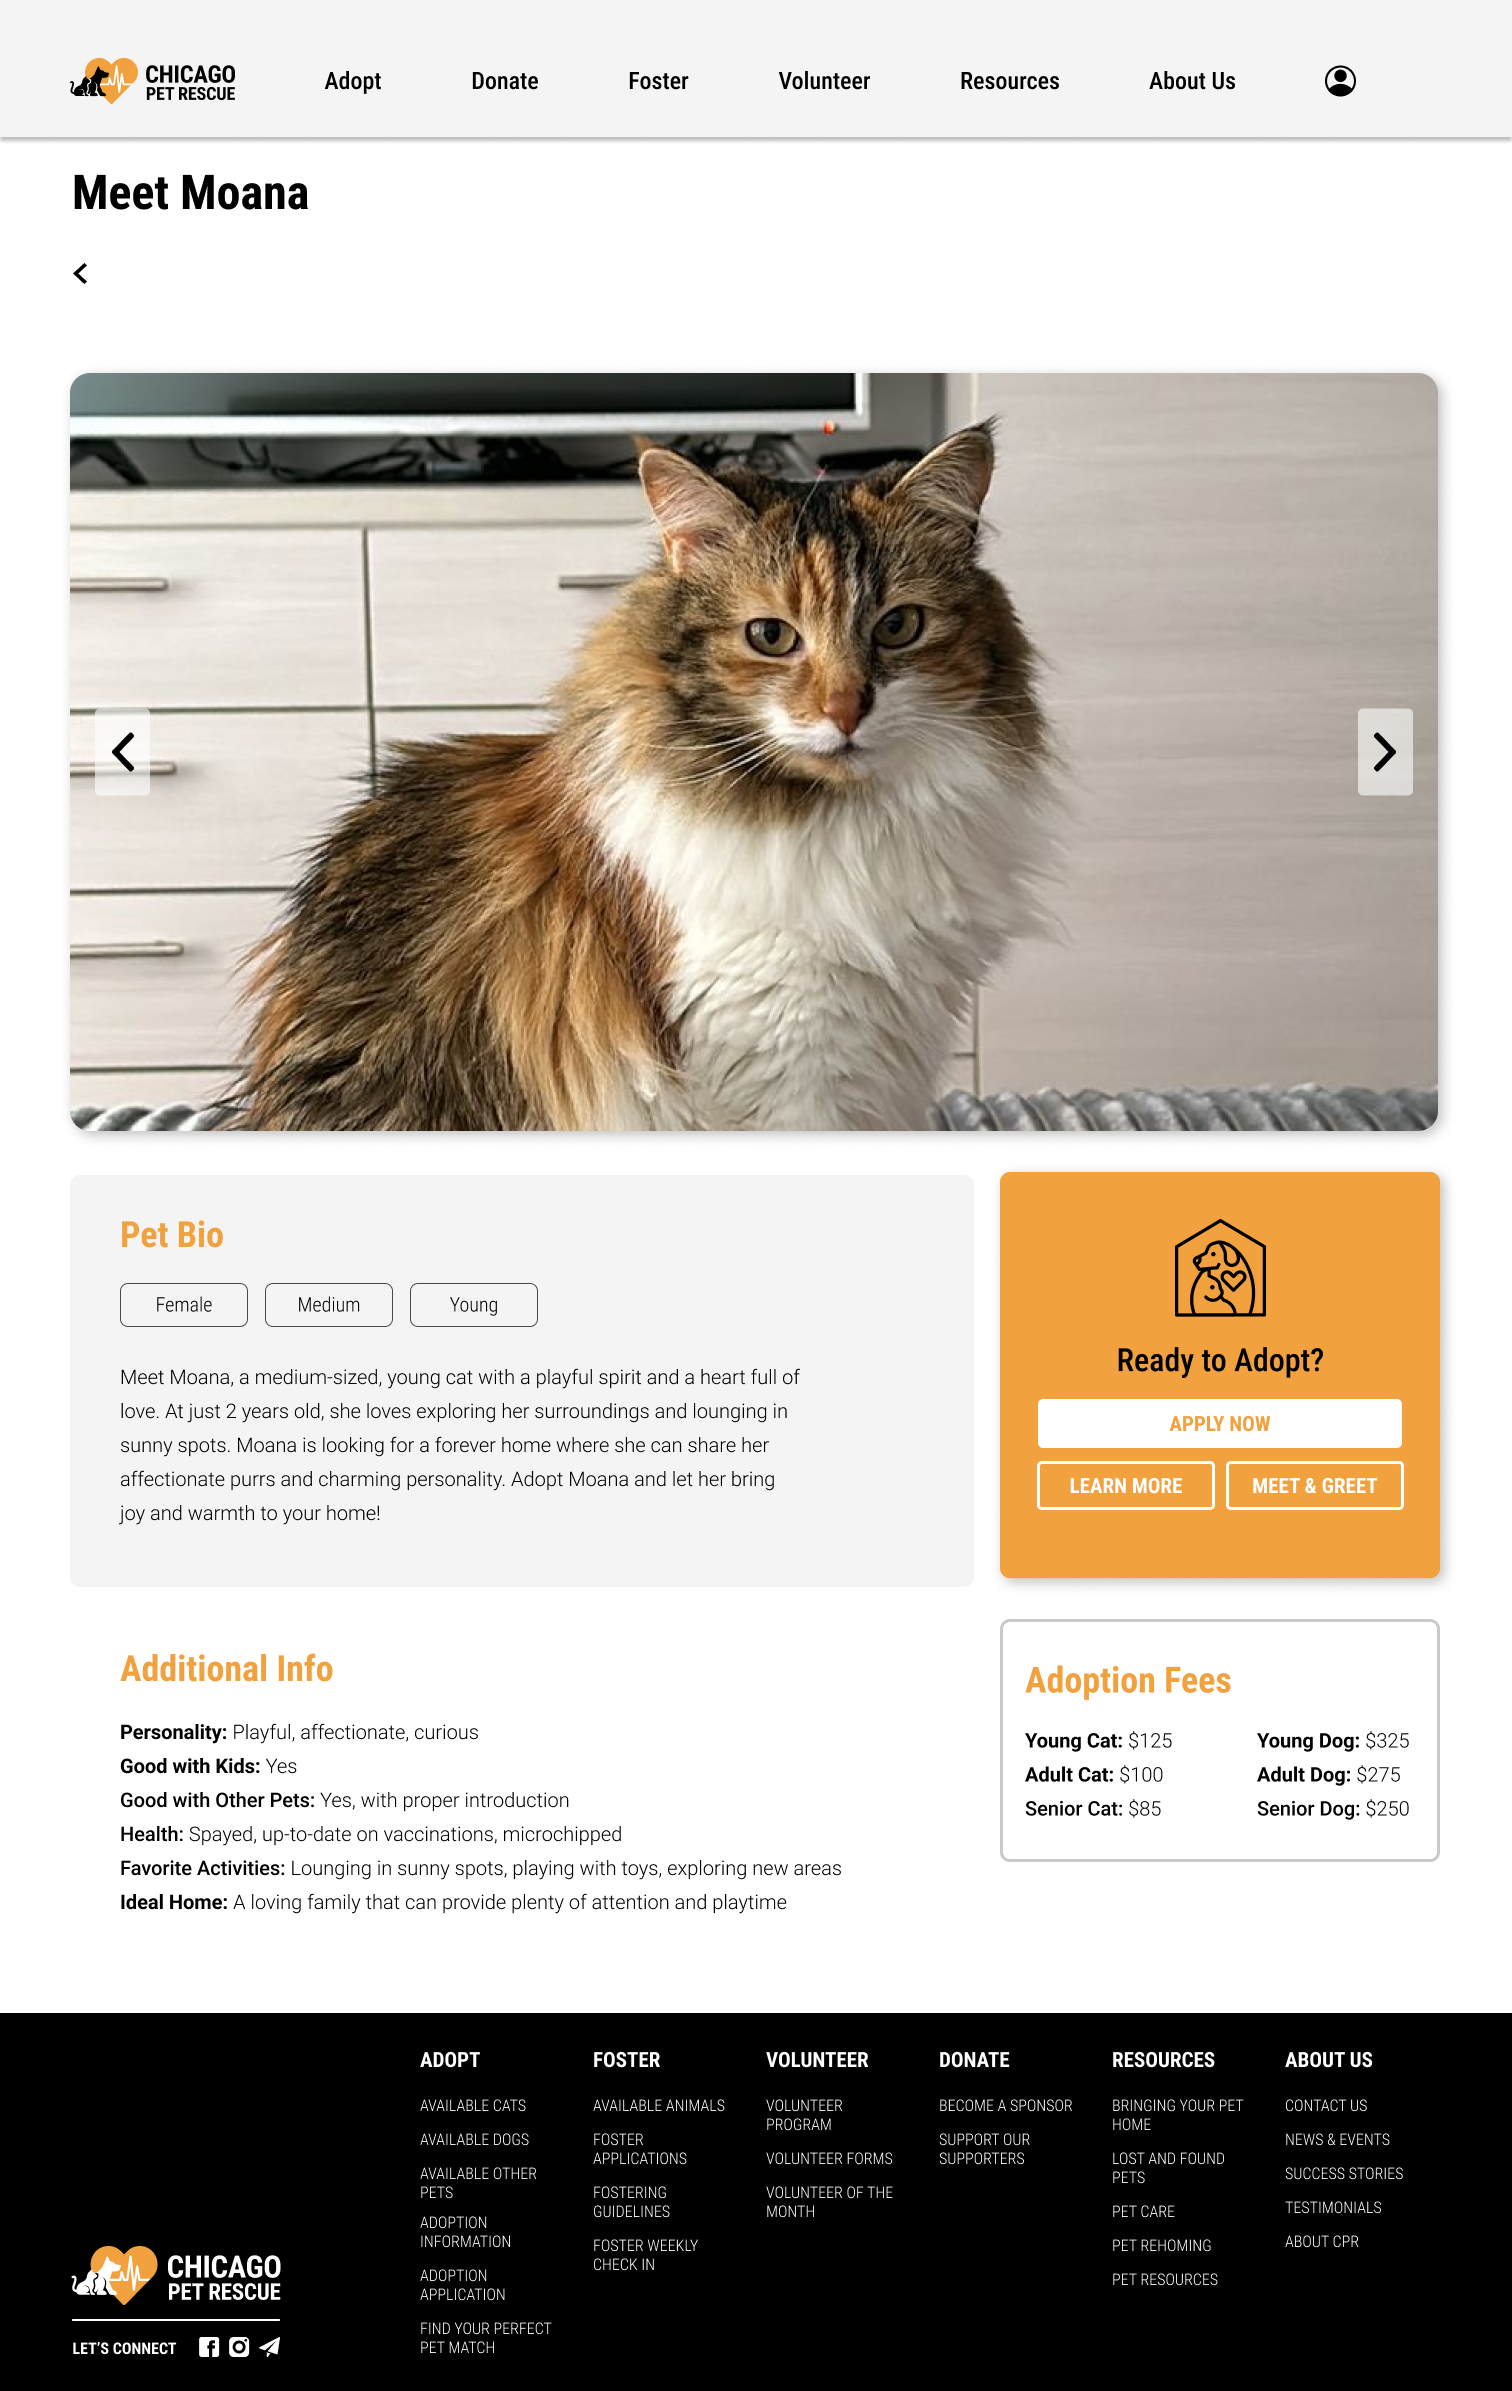 CHICAGO
PET RESCUE
Adopt
Donate
Foster
Volunteer
Resources
About Us
Meet Moana
Pet Bio
Female
Medium
Young
Meet Moana, a medium-sized, young cat with a playful spirit and a heart full of
love. At just 2 years old, she loves exploring her surroundings and lounging in
sunny spots. Moana is looking for a forever home where she can share her
affectionate purrs and charming personality. Adopt Moana and let her bring
joy and warmth to your home!
Ready to Adopt?
APPLY NOW
LEARN MORE
MEET & GREET
Additional Info
Personality: Playful, affectionate, curious
Good with Kids: Yes
Good with Other Pets: Yes, with proper introduction
Health: Spayed, up-to-date on vaccinations, microchipped
Favorite Activities: Lounging in sunny spots, playing with toys, exploring new areas
Ideal Home: A loving family that can provide plenty of attention and playtime
Adoption Fees
Young Cat: $125
Adult Cat: $100
Senior Cat: $85
Young Dog: $325
Adult Dog: $275
Senior Dog: $250
CHICAGO
PET RESCUE
LET'S CONNECT
ADOPT
AVAILABLE CATS
AVAILABLE DOGS
AVAILABLE OTHER
PETS
ADOPTION
INFORMATION
ADOPTION
APPLICATION
FIND YOUR PERFECT
PET MATCH
FOSTER
AVAILABLE ANIMALS
FOSTER
APPLICATIONS
FOSTERING
GUIDELINES
FOSTER WEEKLY
CHECK IN
VOLUNTEER
VOLUNTEER
PROGRAM
VOLUNTEER FORMS
VOLUNTEER OF THE
MONTH
DONATE
BECOME A SPONSOR
SUPPORT OUR
SUPPORTERS
RESOURCES
BRINGING YOUR PET
HOME
LOST AND FOUND
PETS
PET CARE
PET REHOMING
PET RESOURCES
ABOUT US
CONTACT US
NEWS & EVENTS
SUCCESS STORIES
TESTIMONIALS
ABOUT CPR